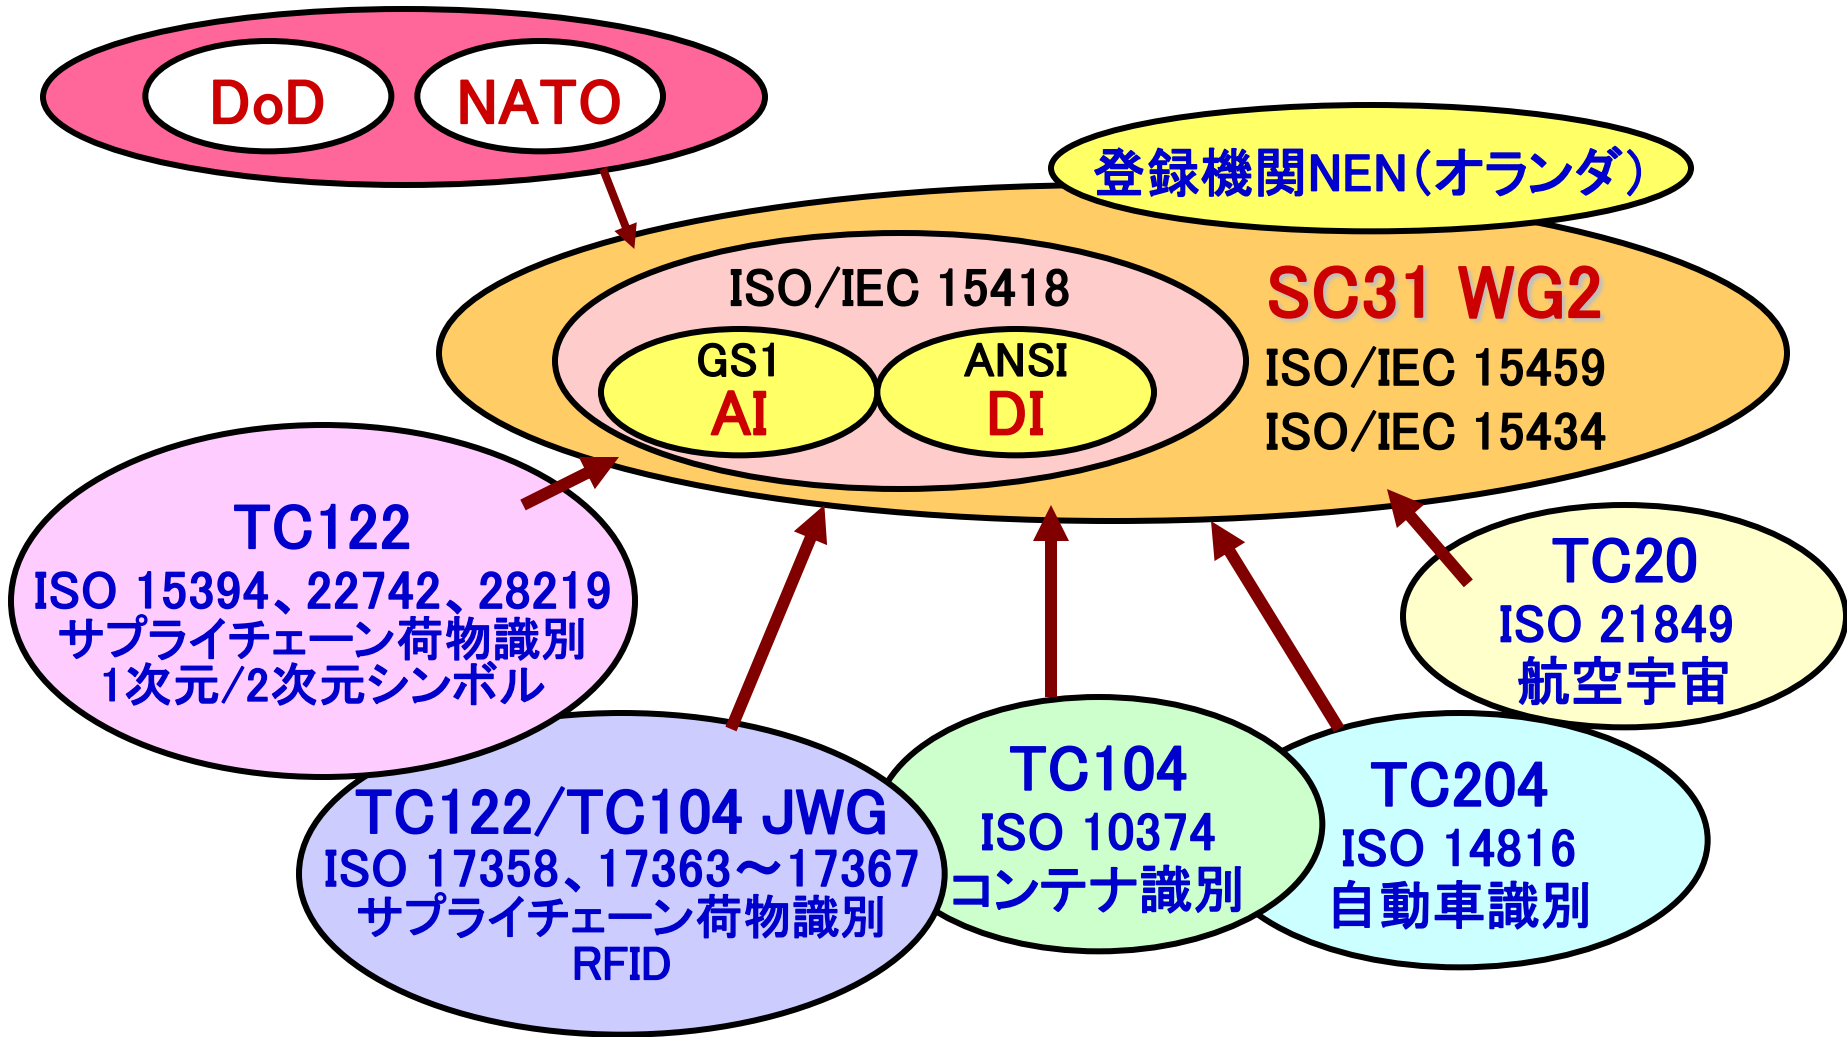 DoD
NATO
登録機関NEN(オランダ)
ISO/IEC 15418
GS1
AI
ANSI
DI
SC31 WG2
ISO/IEC 15459
ISO/IEC 15434
TC122
ISO 15394、22742、28219
サプライチェーン荷物識別
1次元/2次元シンボル
TC20
ISO 21849
航空宇宙
TC122/TC104 JWG
ISO 17358、17363~17367
サプライチェーン荷物識別
RFID
TC104
ISO 10374
コンテナ識別
TC204
ISO 14816
自動車識別